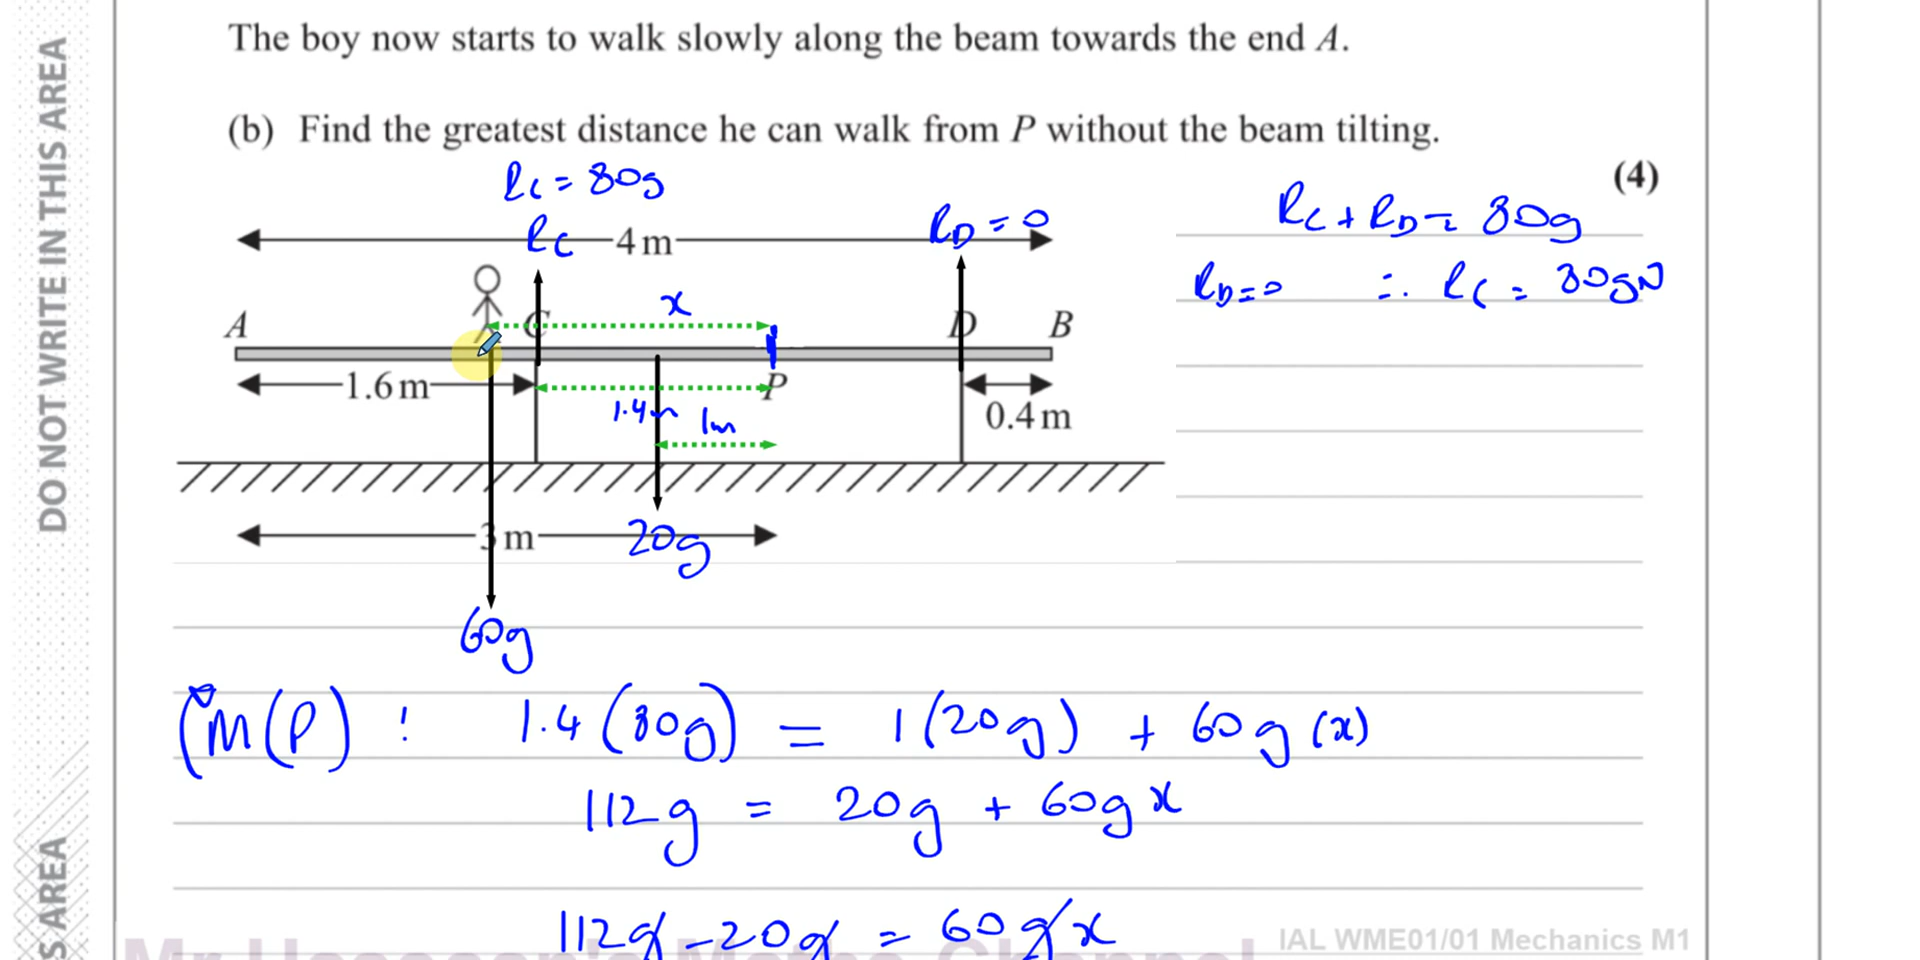 The boy now starts to walk slowly along the beam towards the end A.
(b) Find the greatest distance he can walk from P without the beam tilting.
(4)
R_C = 80g
R_C + R_D = 80g
R_C
4 m
R_D = 0
R_D = 0 ∴ R_C = 80g N
x
A
C
D
B
1.6 m
P
1.4m
1m
0.4 m
3 m
20g
60g
M(P) : 1.4(80g) = 1(20g) + 60g(x)
112g = 20g + 60gx
112g - 20g = 60gx
IAL WME01/01 Mechanics M1
DO NOT WRITE IN THIS AREA
S AREA